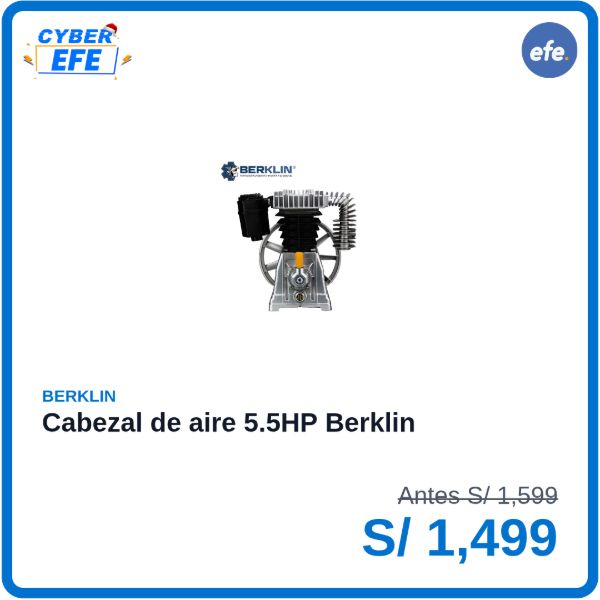 CYBER
EFE
efe.
BERKLIN®
BERKLIN
Cabezal de aire 5.5HP Berklin
Antes S/ 1,599
S/ 1,499